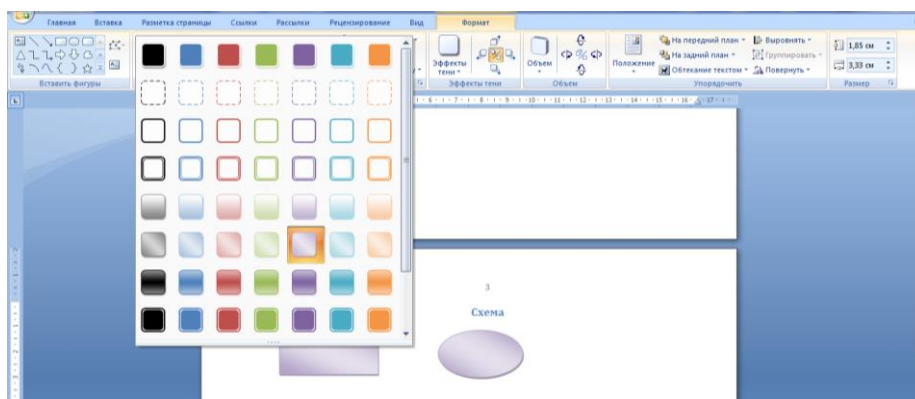 Главная Вставка Разметка страницы Ссылки Рассылки Рецензирование Вид Формат
Эффекты тени
Объем
Положение
На передний план
На задний план
Обтекание текстом
Выровнять
Группировать
Повернуть
1,85 см
3,33 см
Вставить фигуры Эффекты тени Объем Упорядочить Размер
3
Схема